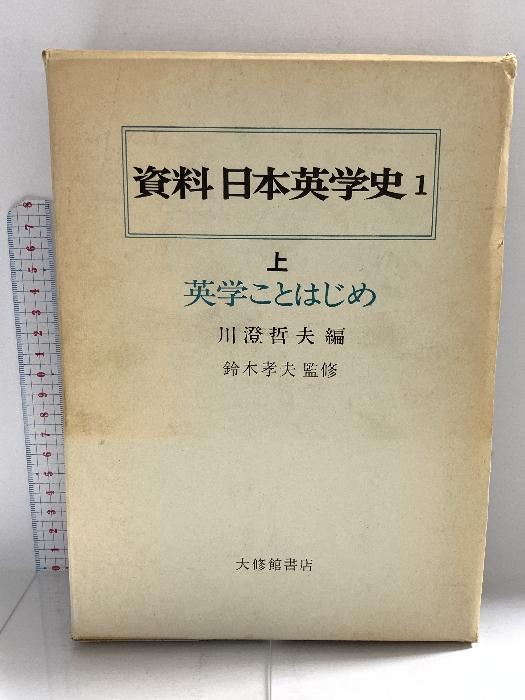 資料 日本英学史 1
上
英学ことはじめ
川澄哲夫編
鈴木孝夫監修
大修館書店